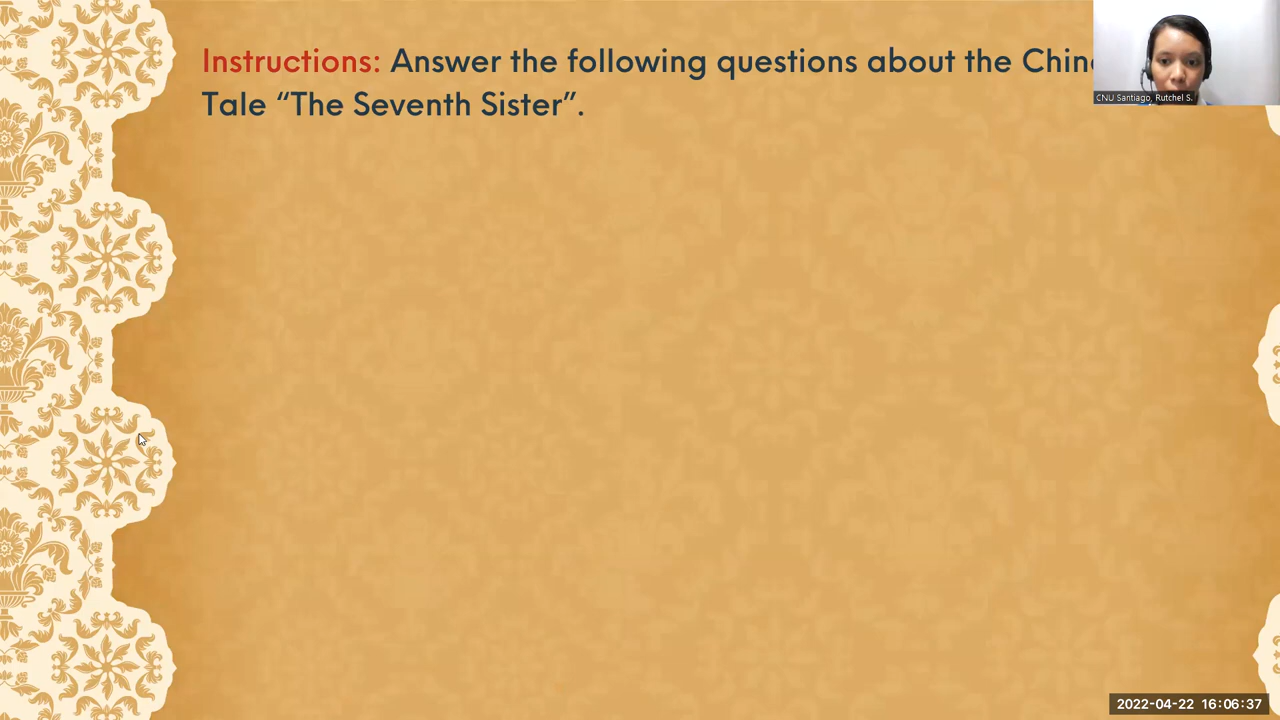 Instructions: Answer the following questions about the
Tale “The Seventh Sister”.
CNU Santiago, Rutchel S.
2022-04-22 16:06:37